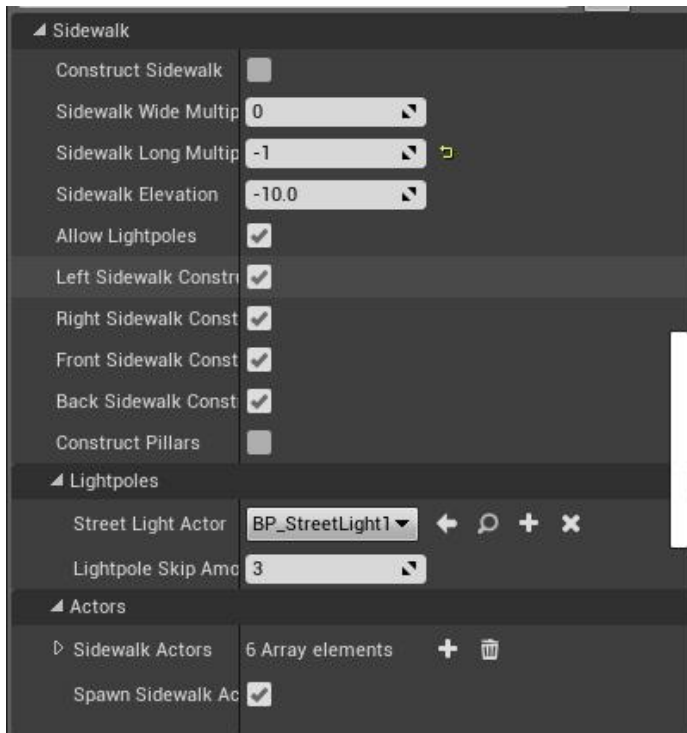 Sidewalk
Construct Sidewalk
Sidewalk Wide Multip 0
Sidewalk Long Multip -1
Sidewalk Elevation -10.0
Allow Lightpoles
Left Sidewalk Constru
Right Sidewalk Const
Front Sidewalk Const
Back Sidewalk Const
Construct Pillars
Lightpoles
Street Light Actor BP_StreetLight1
Lightpole Skip Amo 3
Actors
Sidewalk Actors 6 Array elements
Spawn Sidewalk Ac